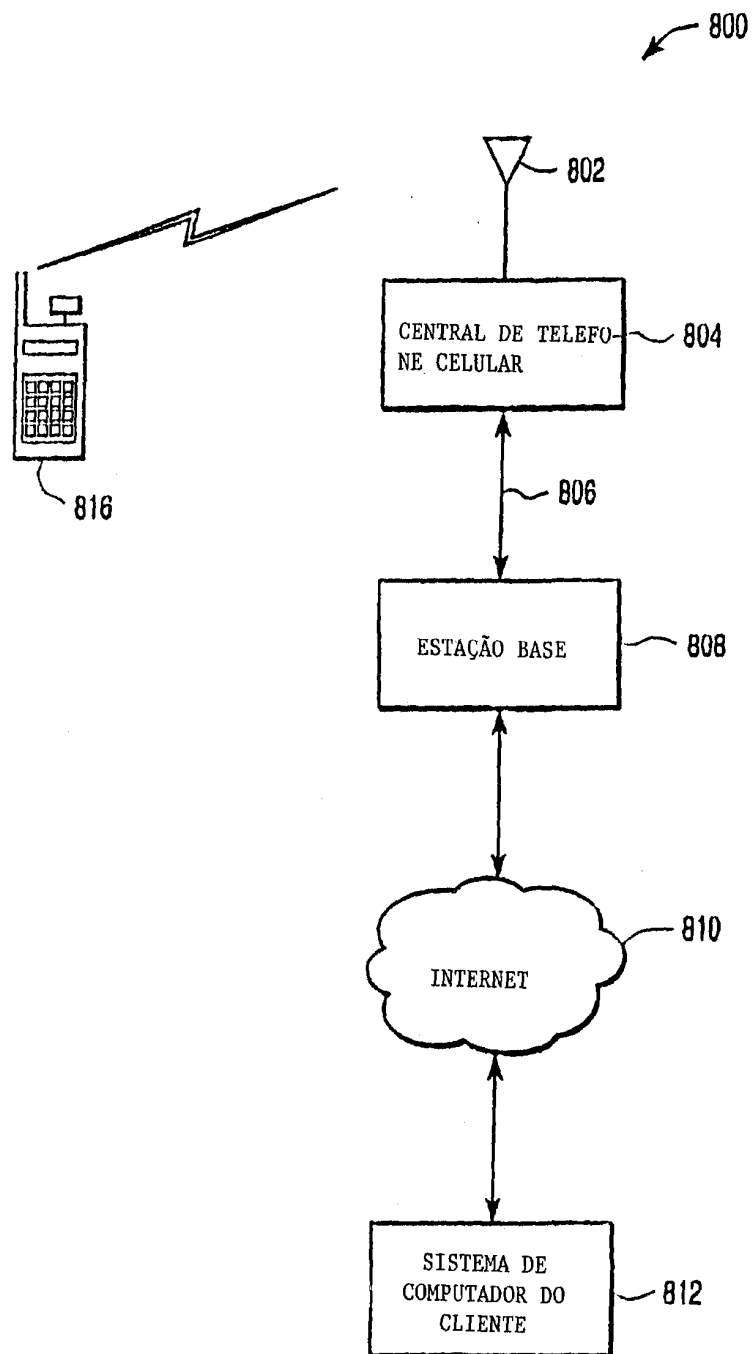 800
802
CENTRAL DE TELEFO-
NE CELULAR
804
816
806
ESTAÇÃO BASE
808
810
INTERNET
SISTEMA DE
COMPUTADOR DO
CLIENTE
812